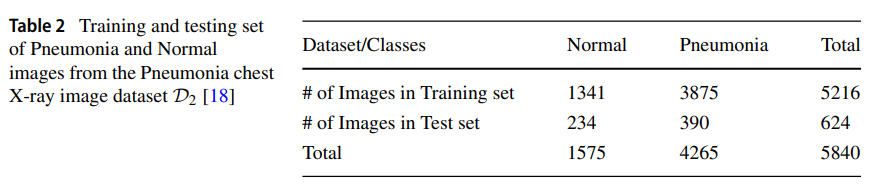 Table 2 Training and testing set
of Pneumonia and Normal
images from the Pneumonia chest
X-ray image dataset 𝒟₂ [18]
Dataset/Classes Normal Pneumonia Total
# of Images in Training set 1341 3875 5216
# of Images in Test set 234 390 624
Total 1575 4265 5840